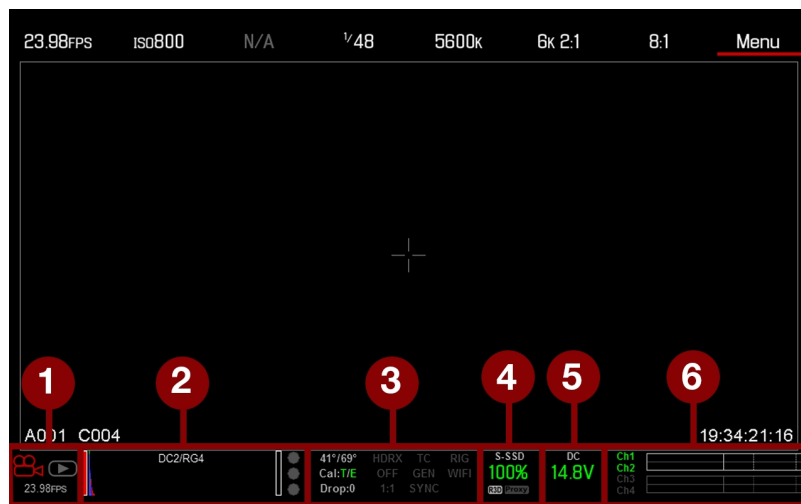 23.98FPS ISO800 N/A 1/48 5600K 6K 2:1 8:1 Menu
1 2 3 4 5 6
A001 C004 19:34:21:16
23.98FPS
DC2/RG4
41°/69° HDRX TC RIG
Cal:T/E OFF GEN WIFI
Drop:0 1:1 SYNC
S-SSD
100%
R3D Proxy
DC
14.8V
Ch1
Ch2
Ch3
Ch4